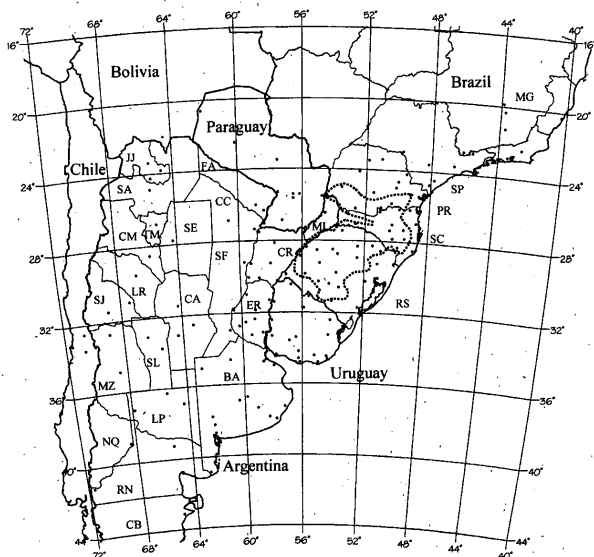 72° 68° 64° 60° 56° 52° 48° 44° 40°
16° 16°
Bolivia Brazil
MG
20° 20°
Paraguay
Chile JJ FA
24° SA SP 24°
CC PR
CM TM SE MI SC
28° SF CR 28°
SJ LR CA ER RS
32° 32°
SL
MZ BA Uruguay
36° 36°
LP
NQ
Argentina
40° 40°
RN
CB
44° 44°
72° 68° 64° 60° 56° 52° 48° 44° 40°